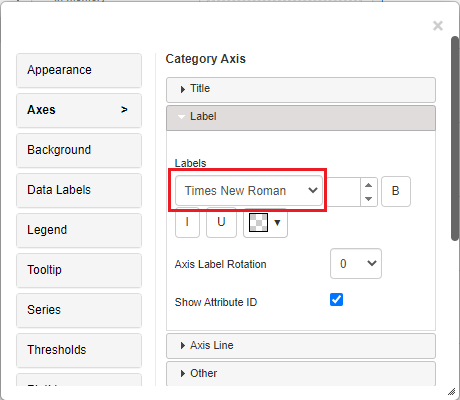 ×
Category Axis
Appearance
Axes >
Background
Data Labels
Legend
Tooltip
Series
Thresholds
Title
Label
Labels
Times New Roman
B
I U
Axis Label Rotation 0
Show Attribute ID
Axis Line
Other